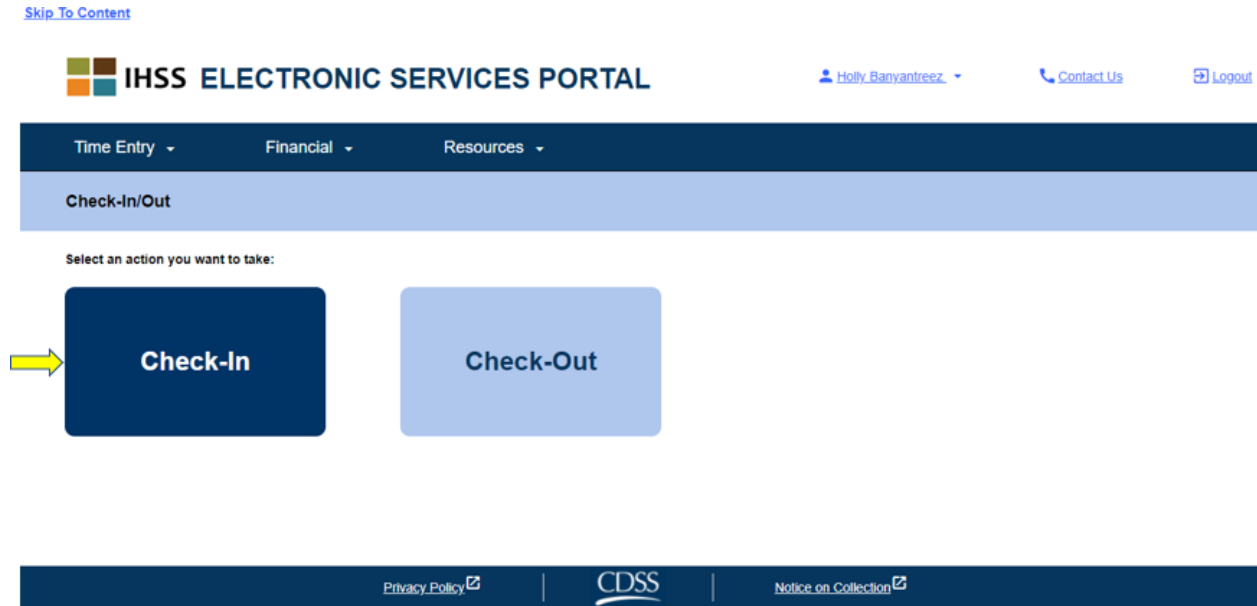 Skip To Content
IHSS ELECTRONIC SERVICES PORTAL
Holly Banyantreez
Contact Us
Logout
Time Entry
Financial
Resources
Check-In/Out
Select an action you want to take:
Check-In
Check-Out
Privacy Policy
CDSS
Notice on Collection